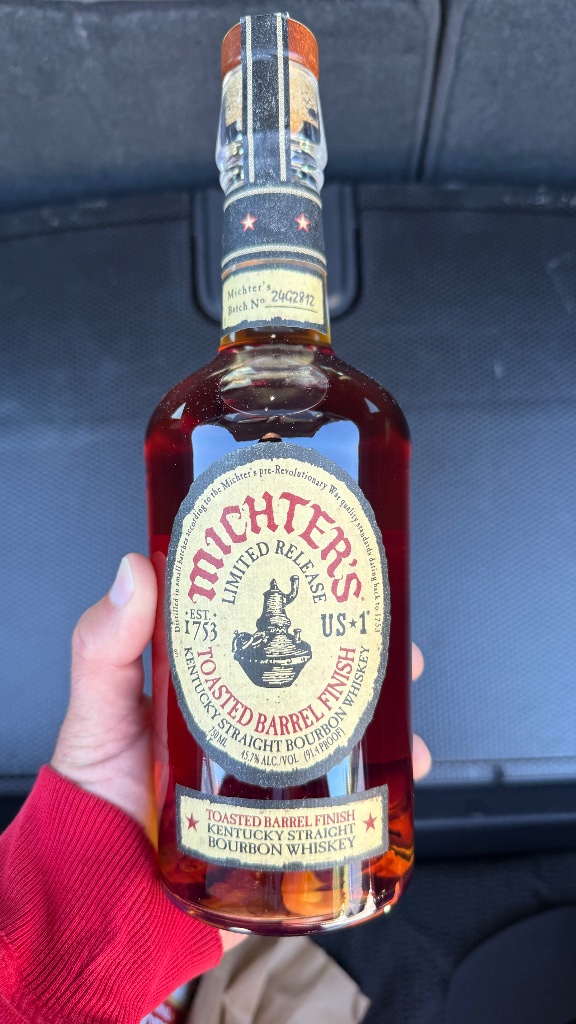 Michter's
Batch No. 24G2812
Distilled in small batches according to the Michter's pre-Revolutionary War quality standards dating back to 1753
MICHTER'S
LIMITED RELEASE
·EST.·
1753
US★1
TOASTED BARREL FINISH
KENTUCKY STRAIGHT BOURBON WHISKEY
750ML 45.7% ALC./VOL (91.4 PROOF)
TOASTED BARREL FINISH
KENTUCKY STRAIGHT
BOURBON WHISKEY